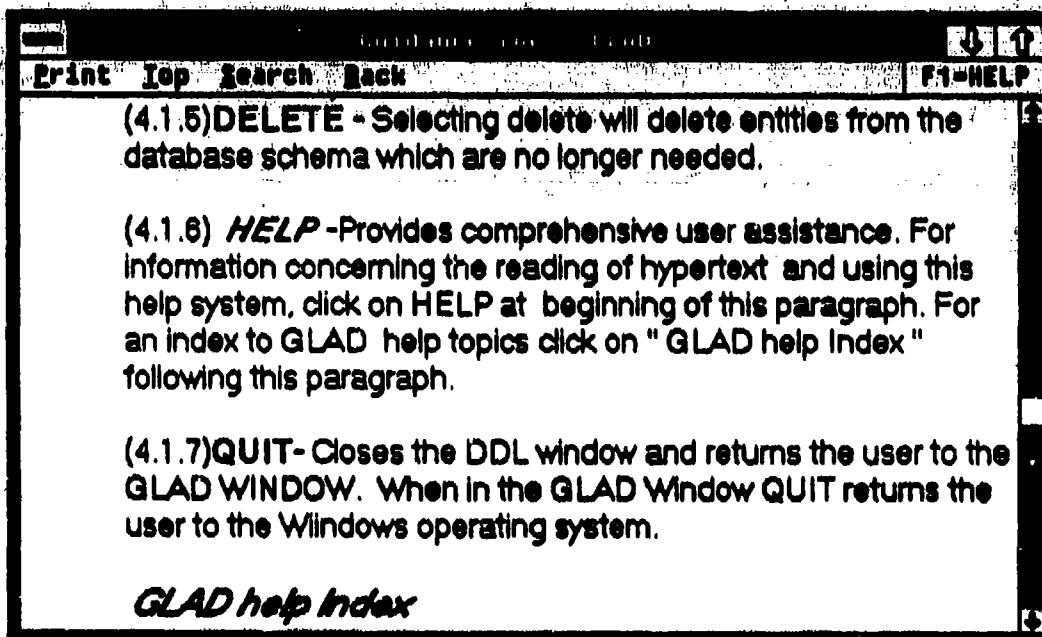 Print Top Search Back F1=HELP
(4.1.5)DELETE - Selecting delete will delete entities from the
database schema which are no longer needed.
(4.1.6) HELP -Provides comprehensive user assistance. For
information concerning the reading of hypertext and using this
help system, click on HELP at beginning of this paragraph. For
an index to GLAD help topics click on " GLAD help Index "
following this paragraph.
(4.1.7)QUIT- Closes the DDL window and returns the user to the
GLAD WINDOW. When in the GLAD Window QUIT returns the
user to the Wiindows operating system.
GLAD help Index